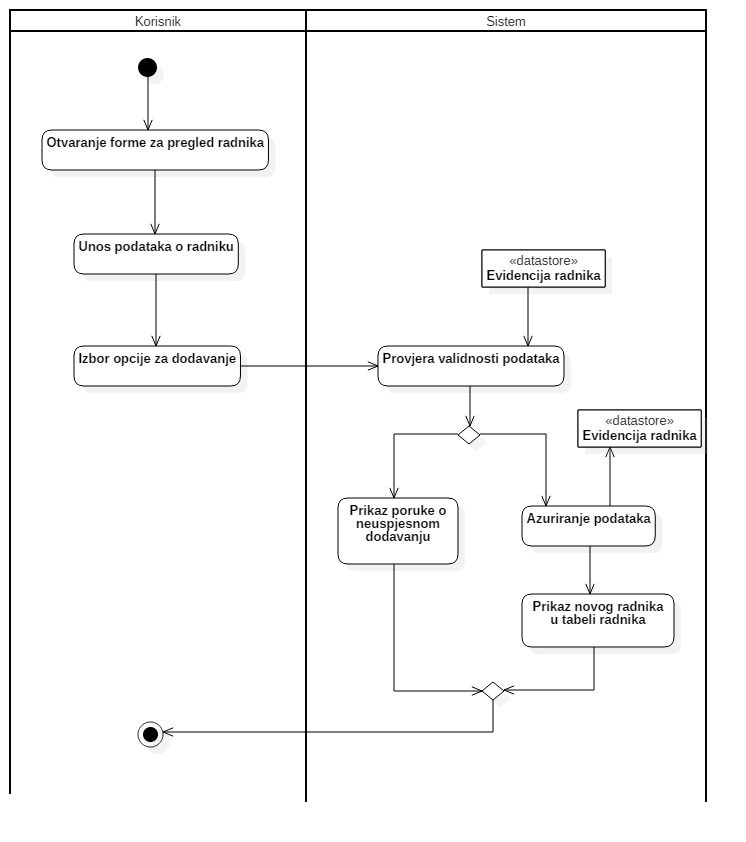 Korisnik
Sistem
Otvaranje forme za pregled radnika
Unos podataka o radniku
«datastore»
Evidencija radnika
Izbor opcije za dodavanje
Provjera validnosti podataka
«datastore»
Evidencija radnika
Prikaz poruke o
neuspjesnom
dodavanju
Azuriranje podataka
Prikaz novog radnika
u tabeli radnika